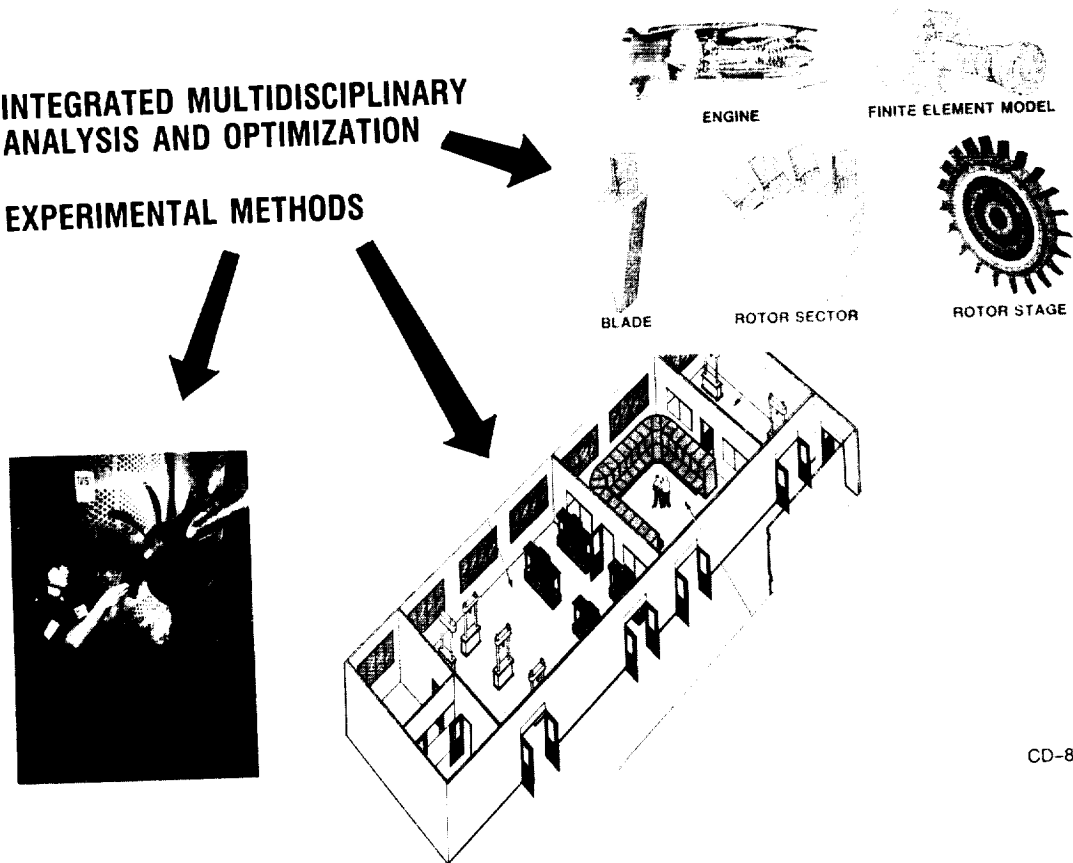 INTEGRATED MULTIDISCIPLINARY
ANALYSIS AND OPTIMIZATION
EXPERIMENTAL METHODS
ENGINE
FINITE ELEMENT MODEL
BLADE
ROTOR SECTOR
ROTOR STAGE
CD-8